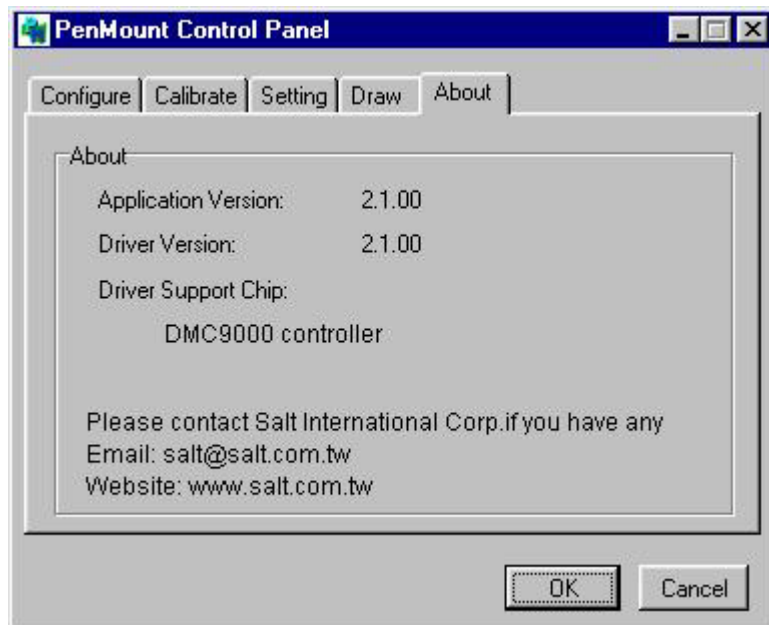 PenMount Control Panel
Configure Calibrate Setting Draw About
About
Application Version: 2.1.00
Driver Version: 2.1.00
Driver Support Chip:
DMC9000 controller
Please contact Salt International Corp.if you have any
Email: salt@salt.com.tw
Website: www.salt.com.tw
OK Cancel